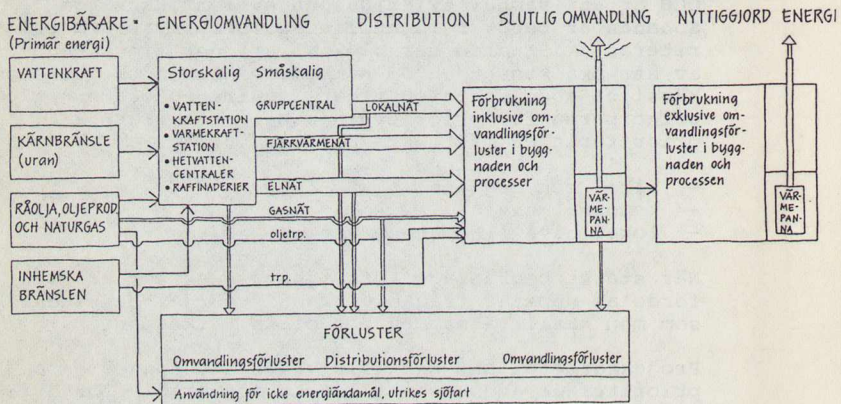 ENERGIBÄRARE • ENERGIOMVANDLING DISTRIBUTION SLUTLIG OMVANDLING NYTTIGGJORD ENERGI
(Primär energi)
VATTENKRAFT
KÄRNBRÄNSLE
(uran)
RÅOLJA, OLJEPROD.
OCH NATURGAS
INHEMSKA
BRÄNSLEN
Storskalig Småskalig
• VATTEN-
KRAFTSTATION
• VÄRMEKRAFT-
STATION
• HETVATTEN-
CENTRALER
• RAFFINADERIER
GRUPPCENTRAL
LOKALNÄT
FJÄRRVÄRMENÄT
ELNÄT
GASNÄT
oljetrp.
trp.
Förbrukning
inklusive om-
vandlingsför-
luster i bygg-
naden och
processer
VÄR-
ME-
PAN-
NA
Förbrukning
exklusive om-
vandlingsför-
luster i bygg-
naden och
processen
VÄR-
ME-
PAN-
NA
FÖRLUSTER
Omvandlingsförluster Distributionsförluster Omvandlingsförluster
Användning för icke energiändamål, utrikes sjöfart